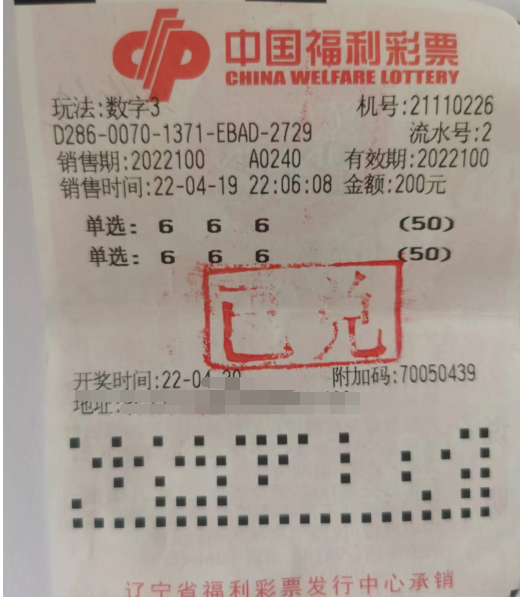 中国福利彩票
CHINA WELFARE LOTTERY
玩法:数字3 机号:21110226
D286-0070-1371-EBAD-2729 流水号:2
销售期:2022100 A0240 有效期:2022100
销售时间:22-04-19 22:06:08 金额:200元
单选: 6 6 6 (50)
单选: 6 6 6 (50)
已兑
开奖时间:22-04-20 附加码:70050439
地址:
辽宁省福利彩票发行中心承销